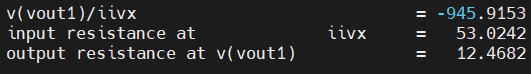 v(vout1)/iivx = -945.9153
input resistance at iivx = 53.0242
output resistance at v(vout1) = 12.4682